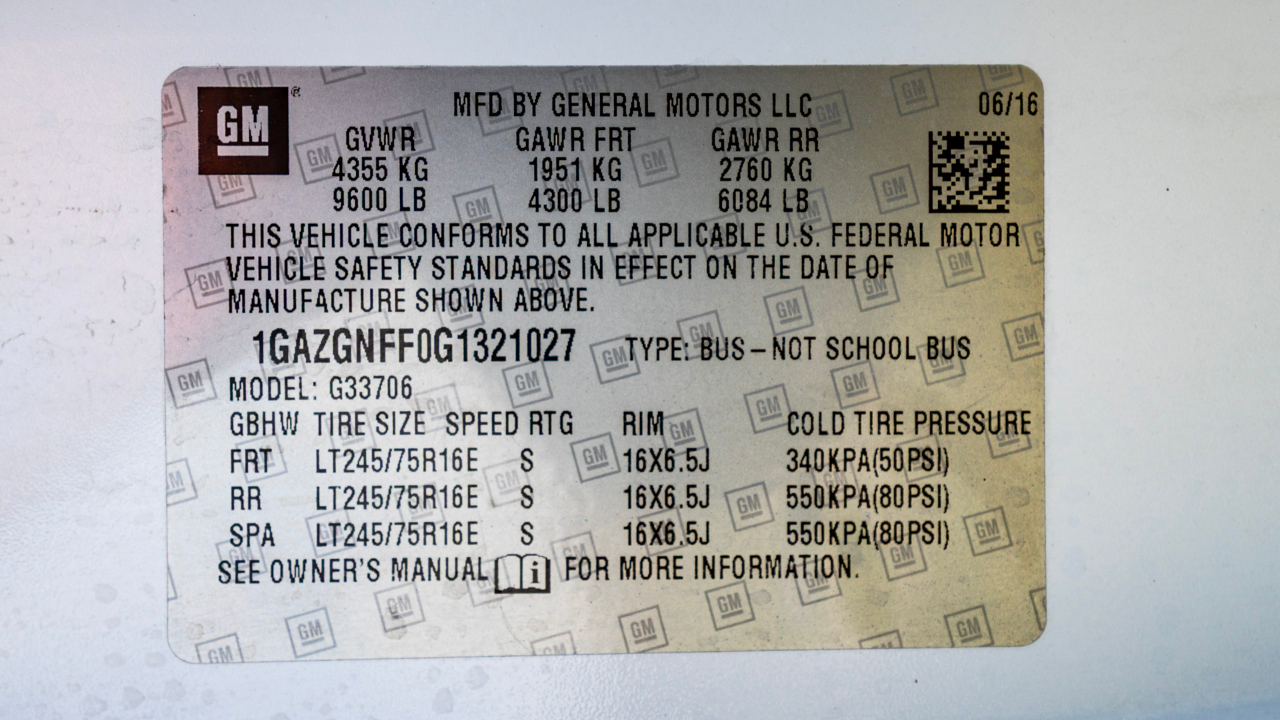 GM ® MFD BY GENERAL MOTORS LLC 06/16
GVWR GAWR FRT GAWR RR
4355 KG 1951 KG 2760 KG
9600 LB 4300 LB 6084 LB
THIS VEHICLE CONFORMS TO ALL APPLICABLE U.S. FEDERAL MOTOR
VEHICLE SAFETY STANDARDS IN EFFECT ON THE DATE OF
MANUFACTURE SHOWN ABOVE.
1GAZGNFF0G1321027 TYPE: BUS – NOT SCHOOL BUS
MODEL: G33706
GBHW TIRE SIZE SPEED RTG RIM COLD TIRE PRESSURE
FRT LT245/75R16E S 16X6.5J 340KPA(50PSI)
RR LT245/75R16E S 16X6.5J 550KPA(80PSI)
SPA LT245/75R16E S 16X6.5J 550KPA(80PSI)
SEE OWNER'S MANUAL i FOR MORE INFORMATION.